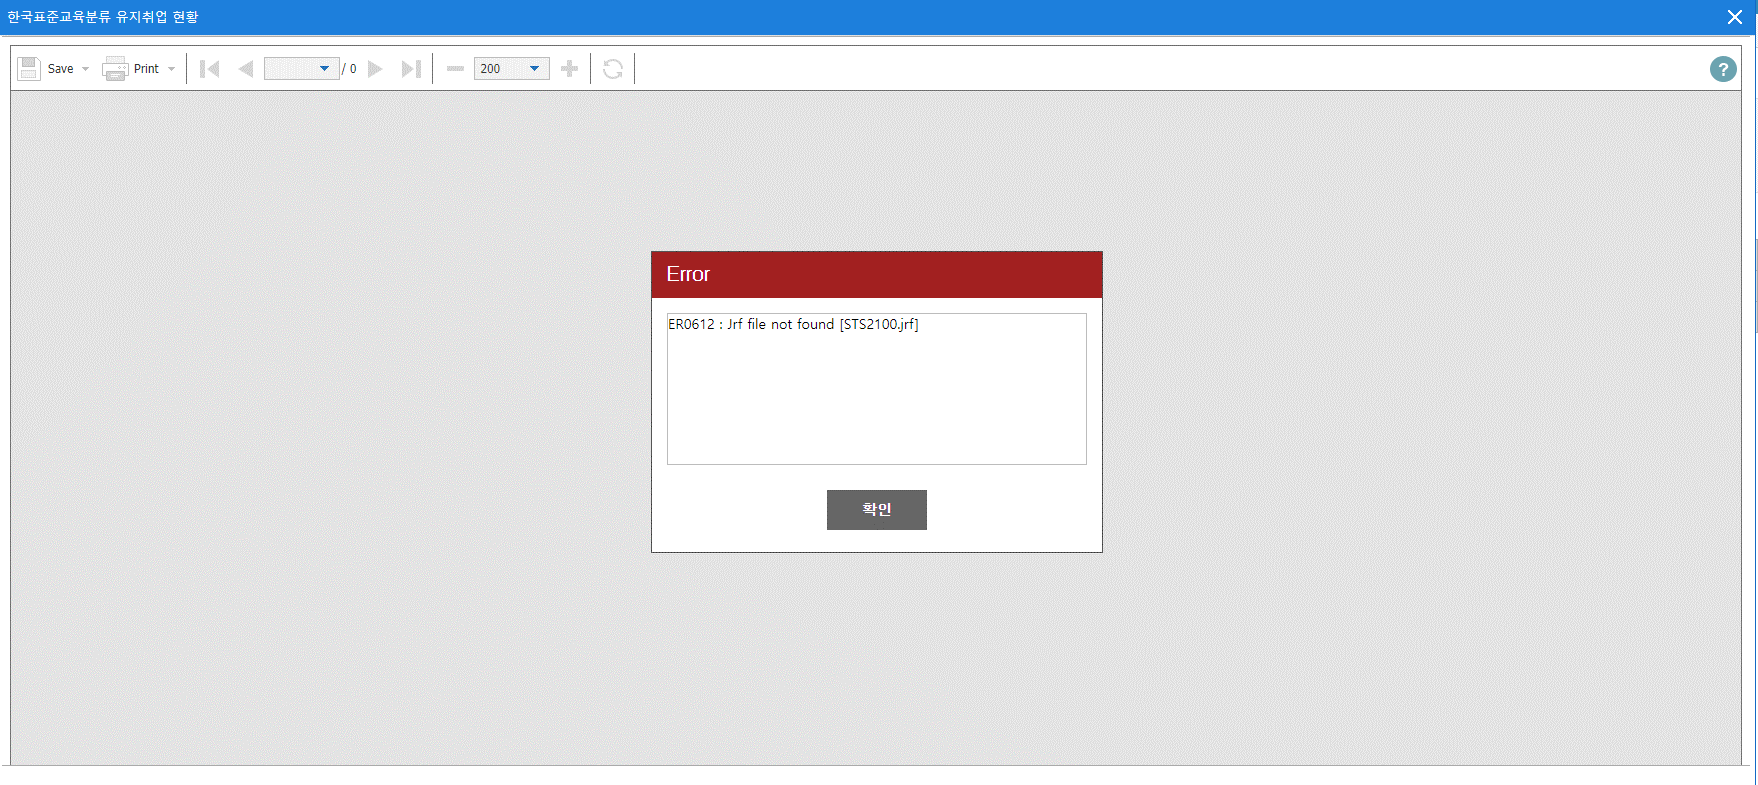 한국표준교육분류 유지취업 현황
Save Print / 0 200 ?
Error
ER0612 : Jrf file not found [STS2100.jrf]
확인